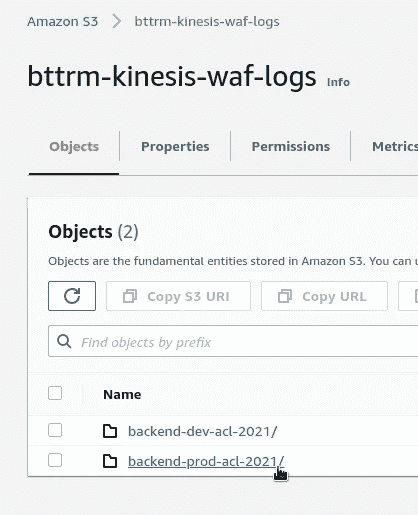 Amazon S3 > bttrm-kinesis-waf-logs
bttrm-kinesis-waf-logs Info
Objects Properties Permissions Metrics
Objects (2)
Objects are the fundamental entities stored in Amazon S3. You can
Copy S3 URI Copy URL
Find objects by prefix
Name
backend-dev-acl-2021/
backend-prod-acl-2021/